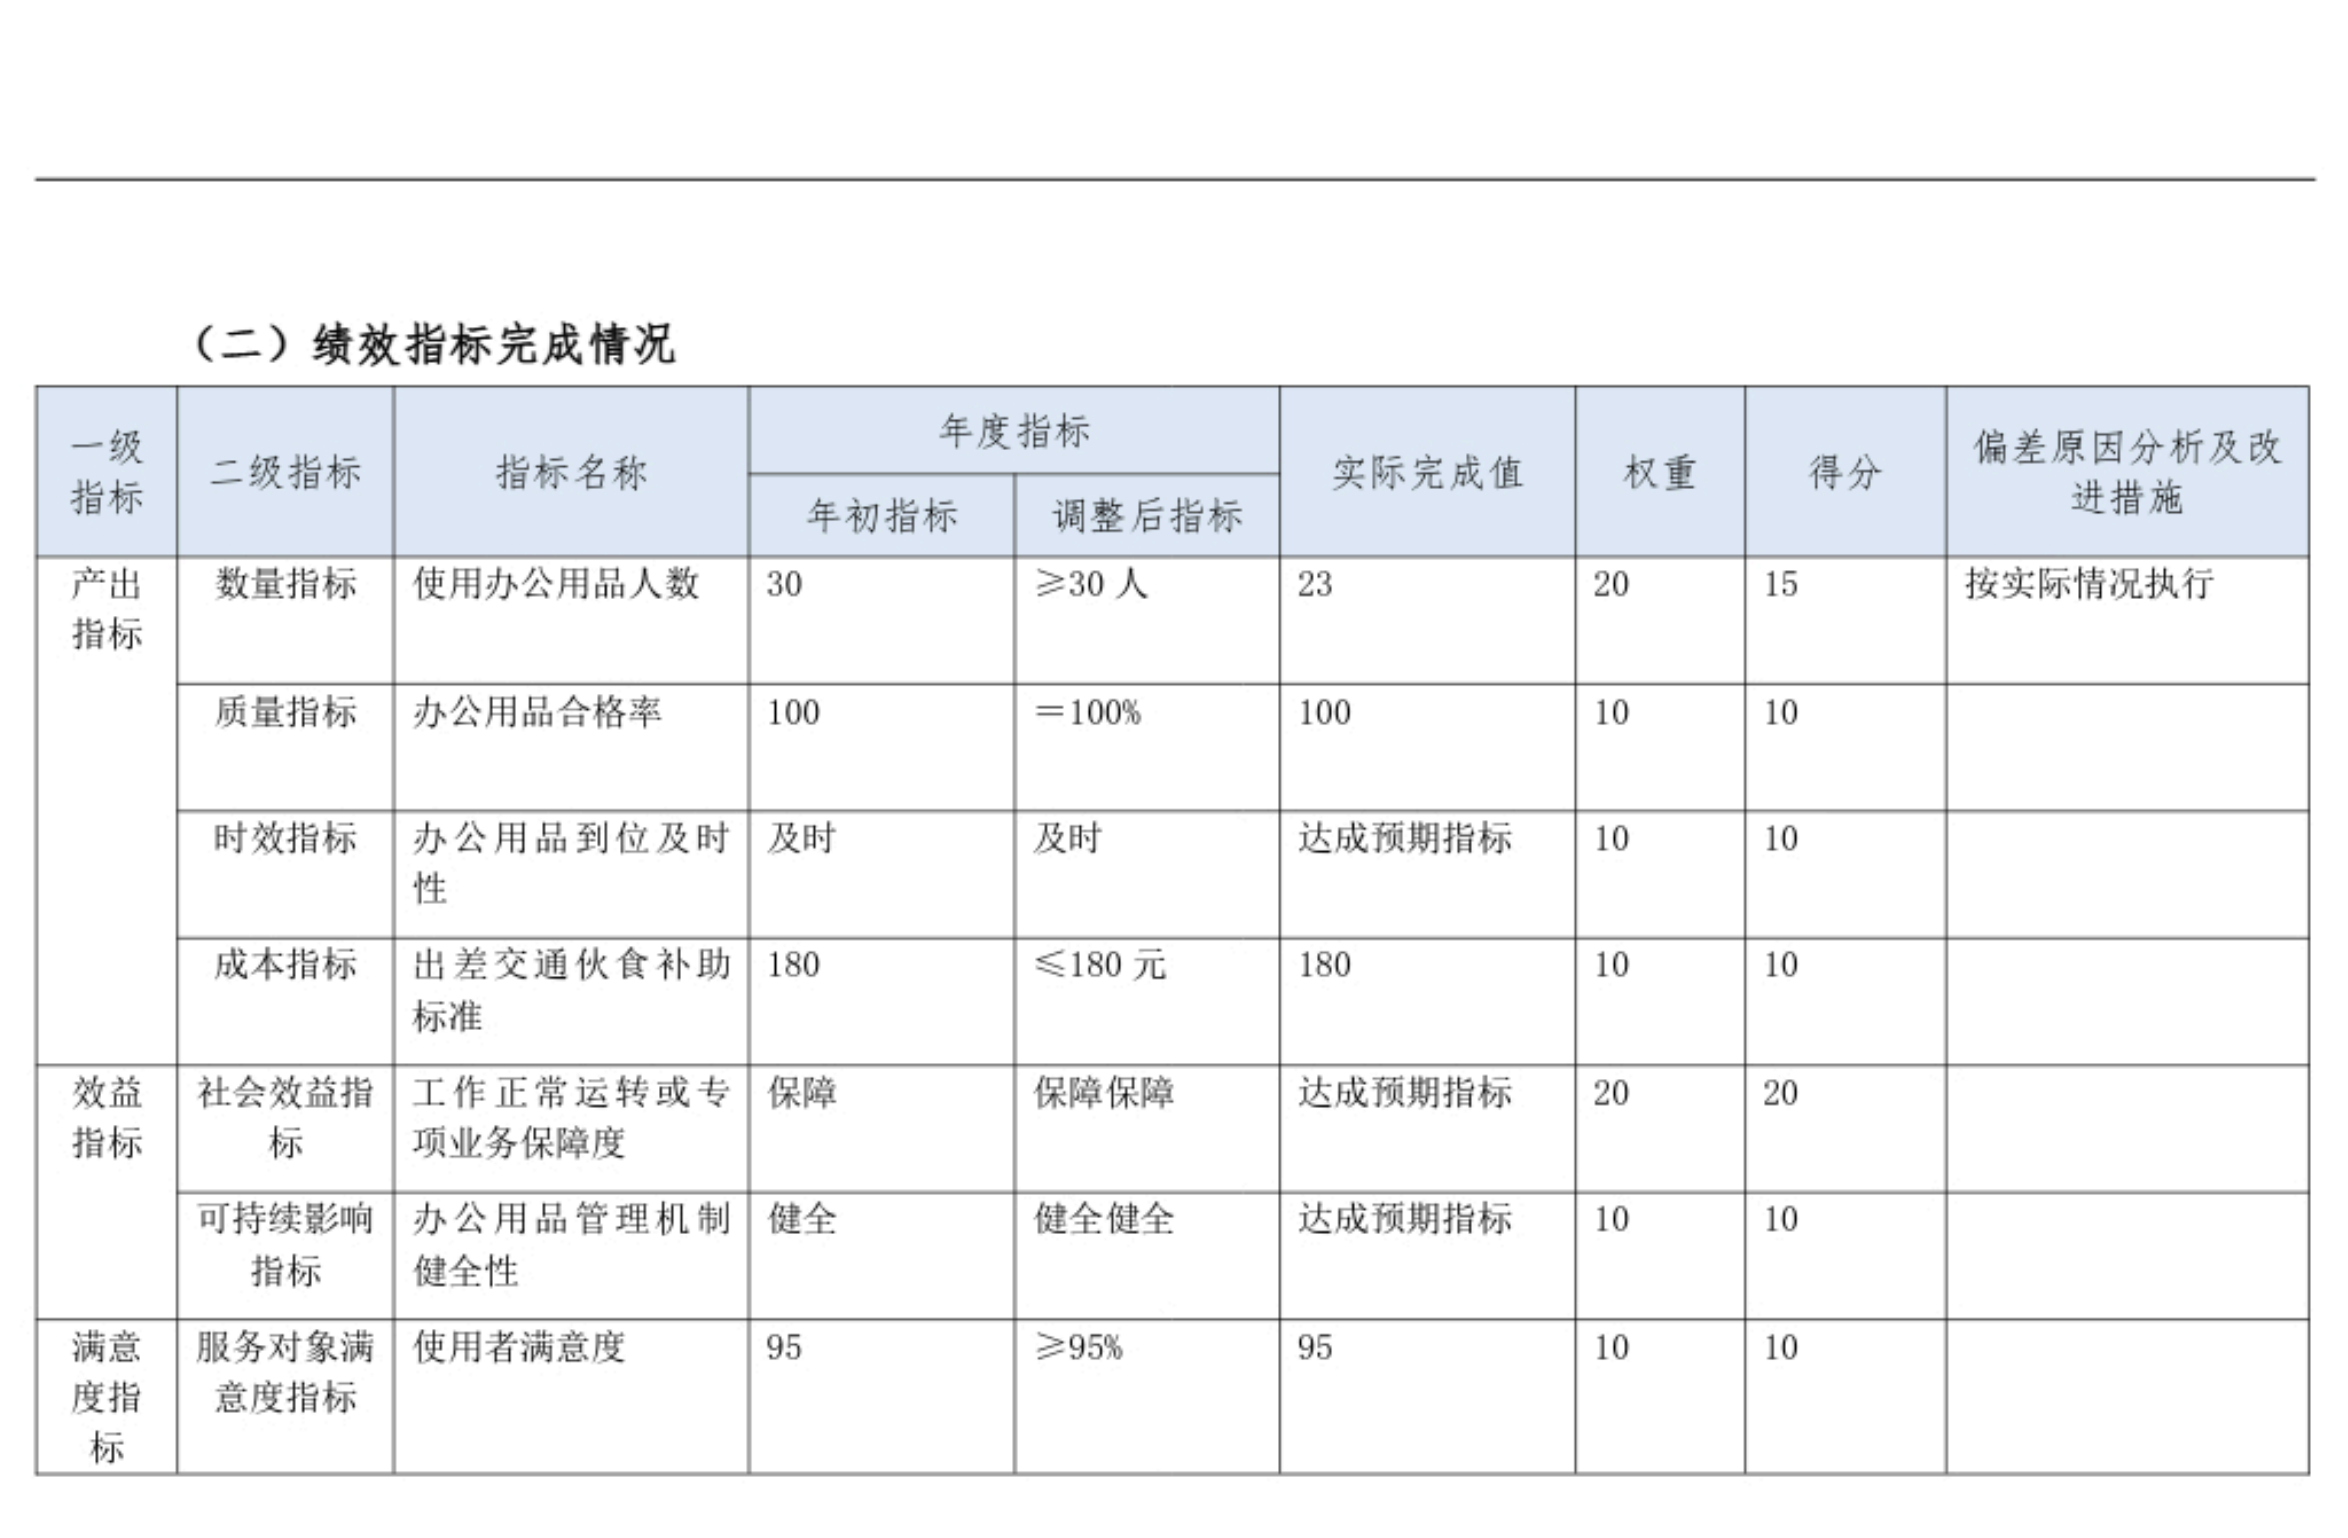 （二）绩效指标完成情况
一级指标 二级指标 指标名称 年度指标 实际完成值 权重 得分 偏差原因分析及改进措施
年初指标 调整后指标
产出指标 数量指标 使用办公用品人数 30 ≥30 人 23 20 15 按实际情况执行
质量指标 办公用品合格率 100 ＝100% 100 10 10
时效指标 办公用品到位及时性 及时 及时 达成预期指标 10 10
成本指标 出差交通伙食补助标准 180 ≤180 元 180 10 10
效益指标 社会效益指标 工作正常运转或专项业务保障度 保障 保障保障 达成预期指标 20 20
可持续影响指标 办公用品管理机制健全性 健全 健全健全 达成预期指标 10 10
满意度指标 服务对象满意度指标 使用者满意度 95 ≥95% 95 10 10